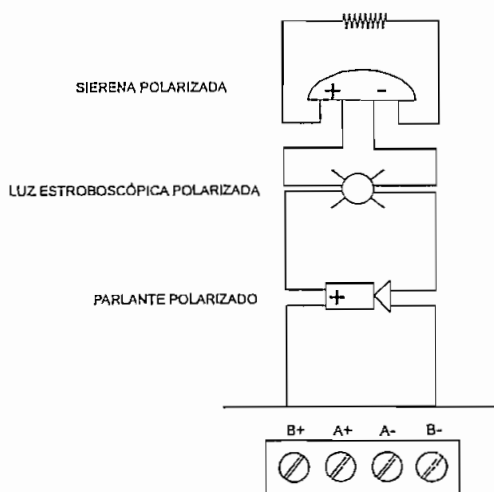 SIERENA POLARIZADA
+ -
LUZ ESTROBOSCÓPICA POLARIZADA
PARLANTE POLARIZADO
+
B+ A+ A- B-